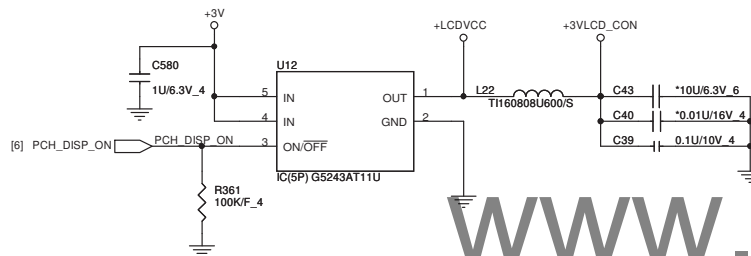 +3V
+LCDVCC
+3VLCD_CON
C580
1U/6.3V_4
U12
5 IN OUT 1
4 IN GND 2
3 ON/OFF
IC(5P) G5243AT11U
L22
TI160808U600/S
C43 *10U/6.3V_6
C40 *0.01U/16V_4
C39 0.1U/10V_4
[6] PCH_DISP_ON PCH_DISP_ON
R361
100K/F_4
www.